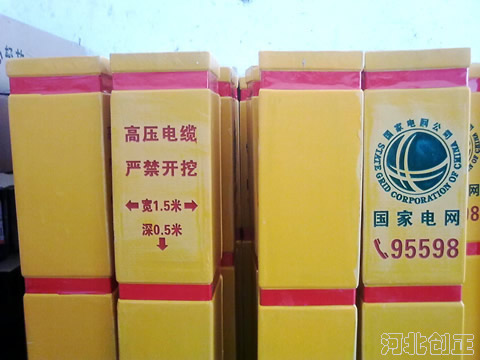 高压电缆
严禁开挖
宽1.5米
深0.5米
国家电网公司
STATE GRID CORPORATION OF CHINA
国家电网
95598
河北创正